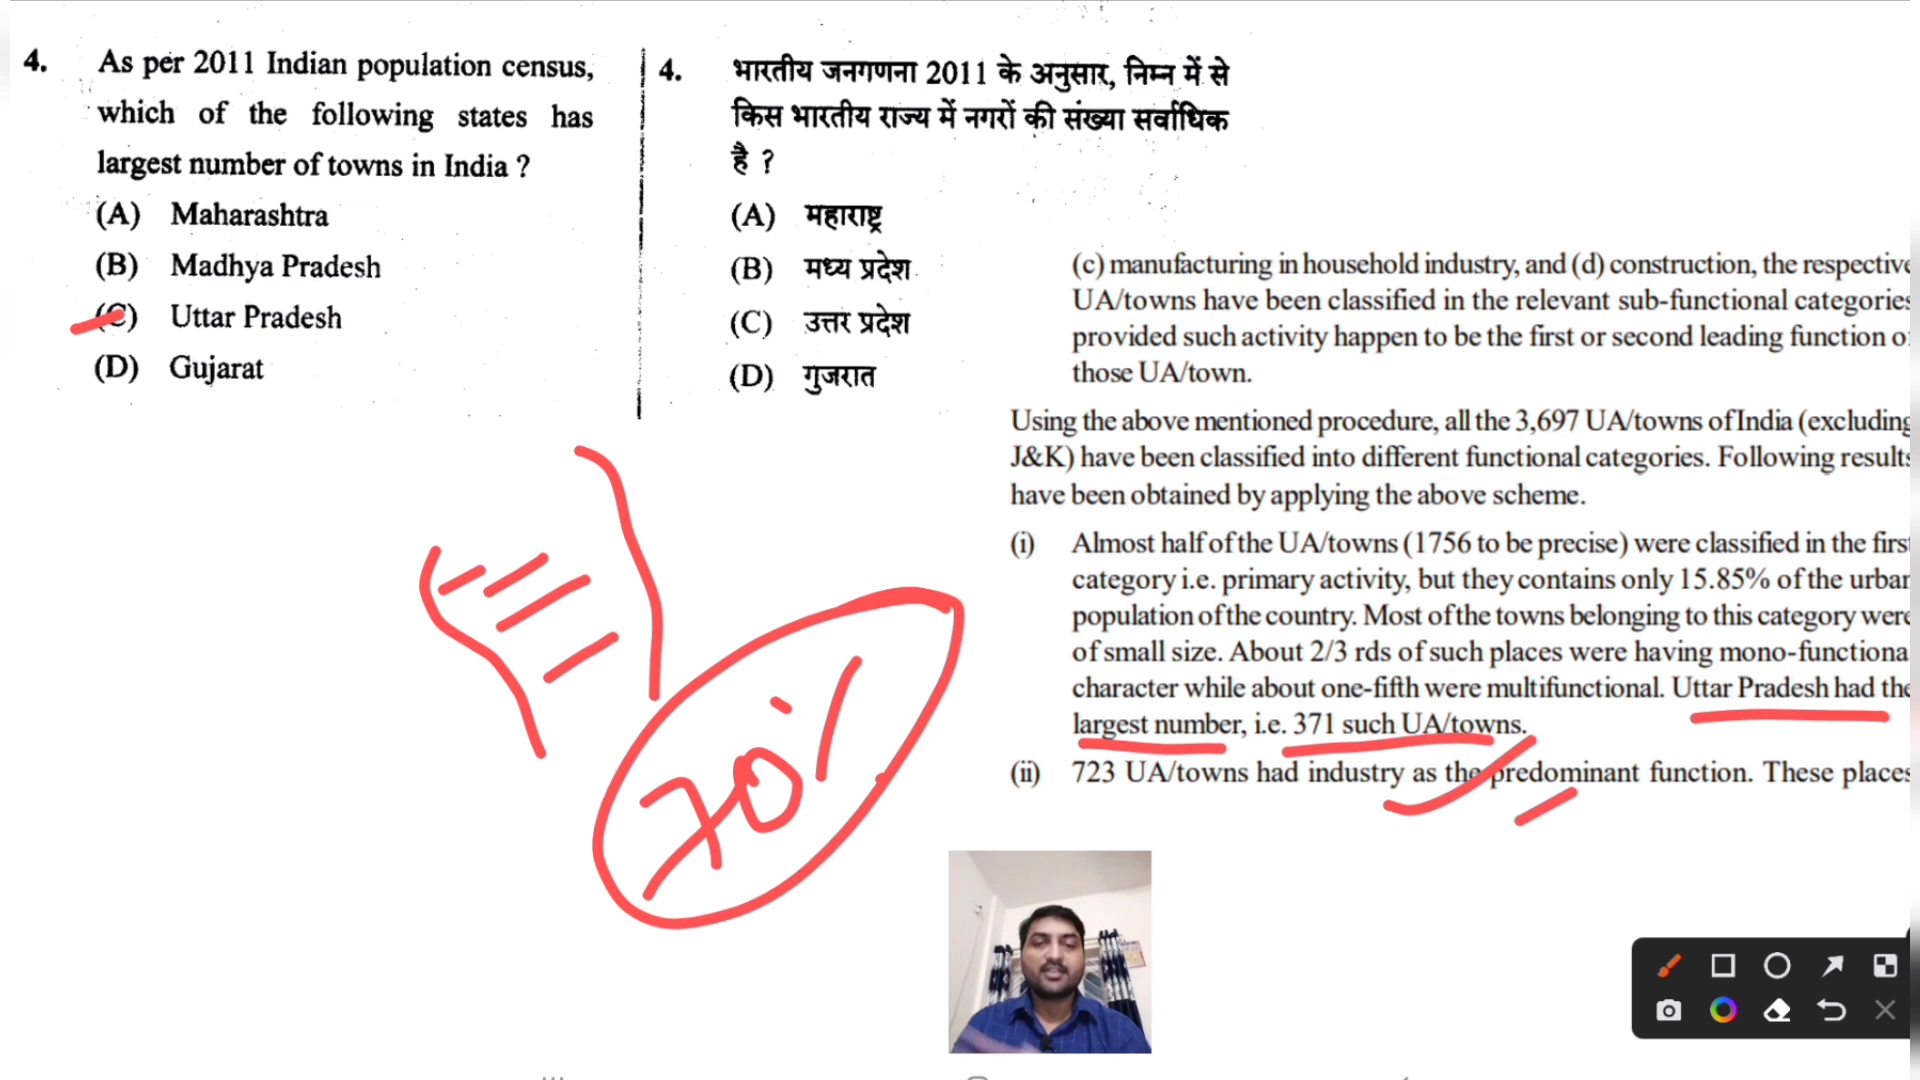 4. As per 2011 Indian population census,
which of the following states has
largest number of towns in India ?
(A) Maharashtra
(B) Madhya Pradesh
(C) Uttar Pradesh
(D) Gujarat
4. भारतीय जनगणना 2011 के अनुसार, निम्न में से
किस भारतीय राज्य में नगरों की संख्या सर्वाधिक
है ?
(A) महाराष्ट्र
(B) मध्य प्रदेश
(C) उत्तर प्रदेश
(D) गुजरात
(c) manufacturing in household industry, and (d) construction, the respective
UA/towns have been classified in the relevant sub-functional categories
provided such activity happen to be the first or second leading function o
those UA/town.
Using the above mentioned procedure, all the 3,697 UA/towns of India (excluding
J&K) have been classified into different functional categories. Following results
have been obtained by applying the above scheme.
(i) Almost half of the UA/towns (1756 to be precise) were classified in the firs
category i.e. primary activity, but they contains only 15.85% of the urban
population of the country. Most of the towns belonging to this category were
of small size. About 2/3 rds of such places were having mono-functiona
character while about one-fifth were multifunctional. Uttar Pradesh had the
largest number, i.e. 371 such UA/towns.
(ii) 723 UA/towns had industry as the predominant function. These places
70%